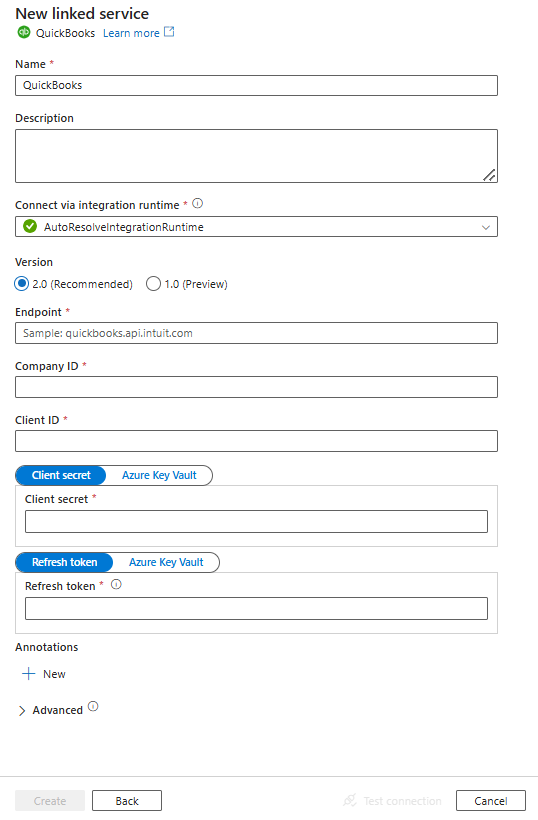 New linked service
qb QuickBooks Learn more
Name *
QuickBooks
Description
Connect via integration runtime *
AutoResolveIntegrationRuntime
Version
2.0 (Recommended) 1.0 (Preview)
Endpoint *
Sample: quickbooks.api.intuit.com
Company ID *
Client ID *
Client secret Azure Key Vault
Client secret *
Refresh token Azure Key Vault
Refresh token *
Annotations
New
Advanced
Create Back Test connection Cancel